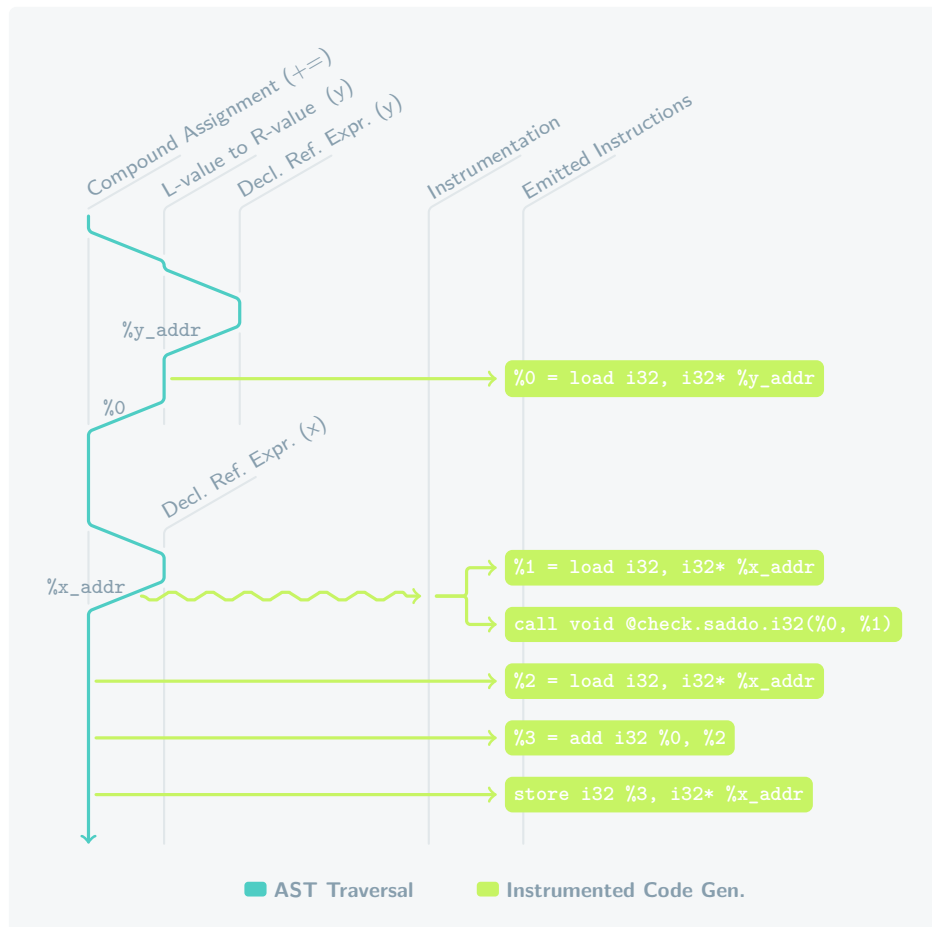 Compound Assignment (+=)
L-value to R-value (y)
Decl. Ref. Expr. (y)
Instrumentation
Emitted Instructions
%y_addr
%0 = load i32, i32* %y_addr
%0
Decl. Ref. Expr. (x)
%1 = load i32, i32* %x_addr
%x_addr
call void @check.saddo.i32(%0, %1)
%2 = load i32, i32* %x_addr
%3 = add i32 %0, %2
store i32 %3, i32* %x_addr
AST Traversal
Instrumented Code Gen.